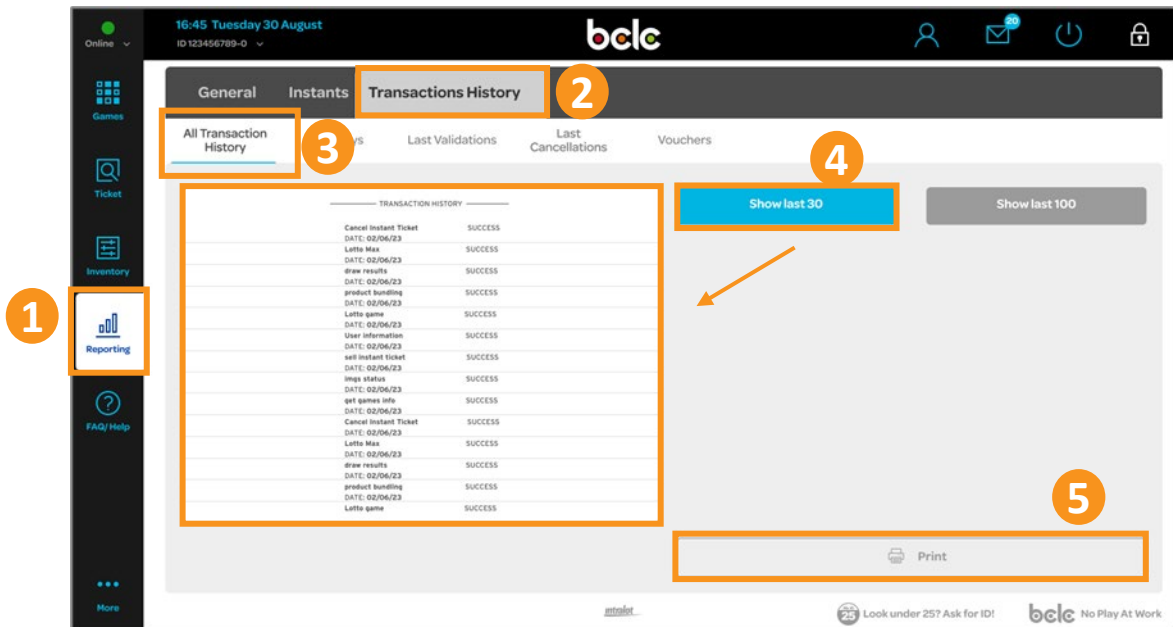 Online
16:45 Tuesday 30 August
ID 123456789-0
bclc
20
Games
Ticket
Inventory
1
Reporting
FAQ/Help
More
General
Instants
Transactions History
2
All Transaction
History
3
Last Validations
Last
Cancellations
Vouchers
TRANSACTION HISTORY
Cancel Instant Ticket SUCCESS
DATE: 02/06/23
Lotto Max SUCCESS
DATE: 02/06/23
draw results SUCCESS
DATE: 02/06/23
product bundling SUCCESS
DATE: 02/06/23
Lotto game SUCCESS
DATE: 02/06/23
User information SUCCESS
DATE: 02/06/23
sell instant ticket SUCCESS
DATE: 02/06/23
imgs status SUCCESS
DATE: 02/06/23
get games info SUCCESS
DATE: 02/06/23
Cancel Instant Ticket SUCCESS
DATE: 02/06/23
Lotto Max SUCCESS
DATE: 02/06/23
draw results SUCCESS
DATE: 02/06/23
product bundling SUCCESS
DATE: 02/06/23
Lotto game SUCCESS
4
Show last 30
Show last 100
5
Print
intralot
25 Look under 25? Ask for ID!
bclc No Play At Work